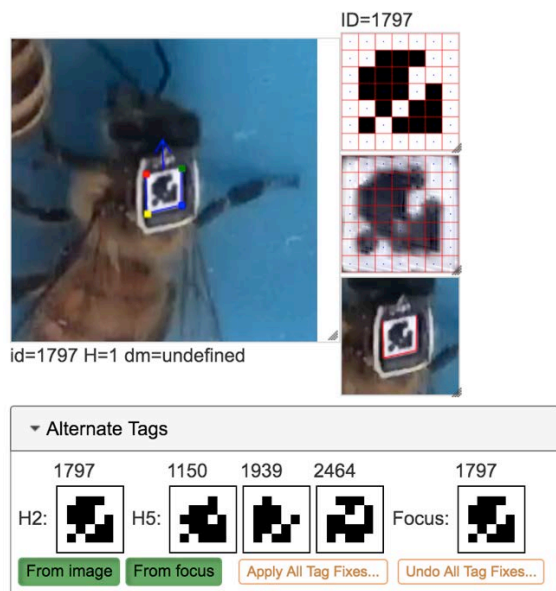 ID=1797
id=1797 H=1 dm=undefined
Alternate Tags
1797 1150 1939 2464 1797
H2: H5: Focus:
From image From focus Apply All Tag Fixes... Undo All Tag Fixes...